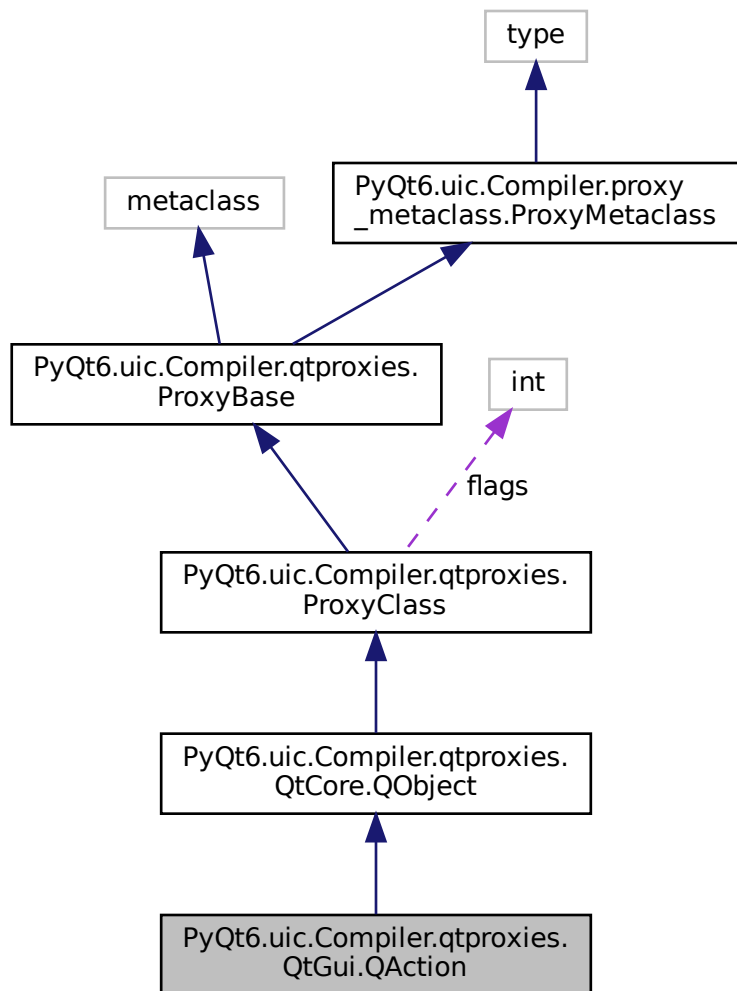 type
PyQt6.uic.Compiler.proxy
_metaclass.ProxyMetaclass
metaclass
PyQt6.uic.Compiler.qtproxies.
ProxyBase
int
flags
PyQt6.uic.Compiler.qtproxies.
ProxyClass
PyQt6.uic.Compiler.qtproxies.
QtCore.QObject
PyQt6.uic.Compiler.qtproxies.
QtGui.QAction